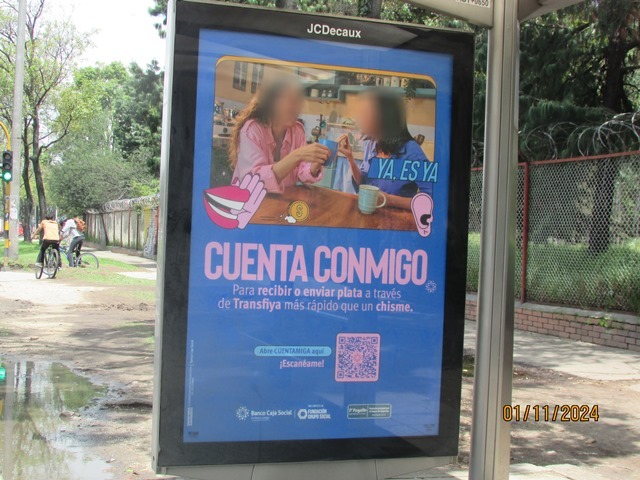 JCDecaux
YA, ES YA
CUENTA CONMIGO
Para recibir o enviar plata a través
de Transfiya más rápido que un chisme.
Abre CUENTAMIGA aquí
¡Escanéame!
Banco Caja Social
FUNDACIÓN
GRUPO SOCIAL
01/11/2024